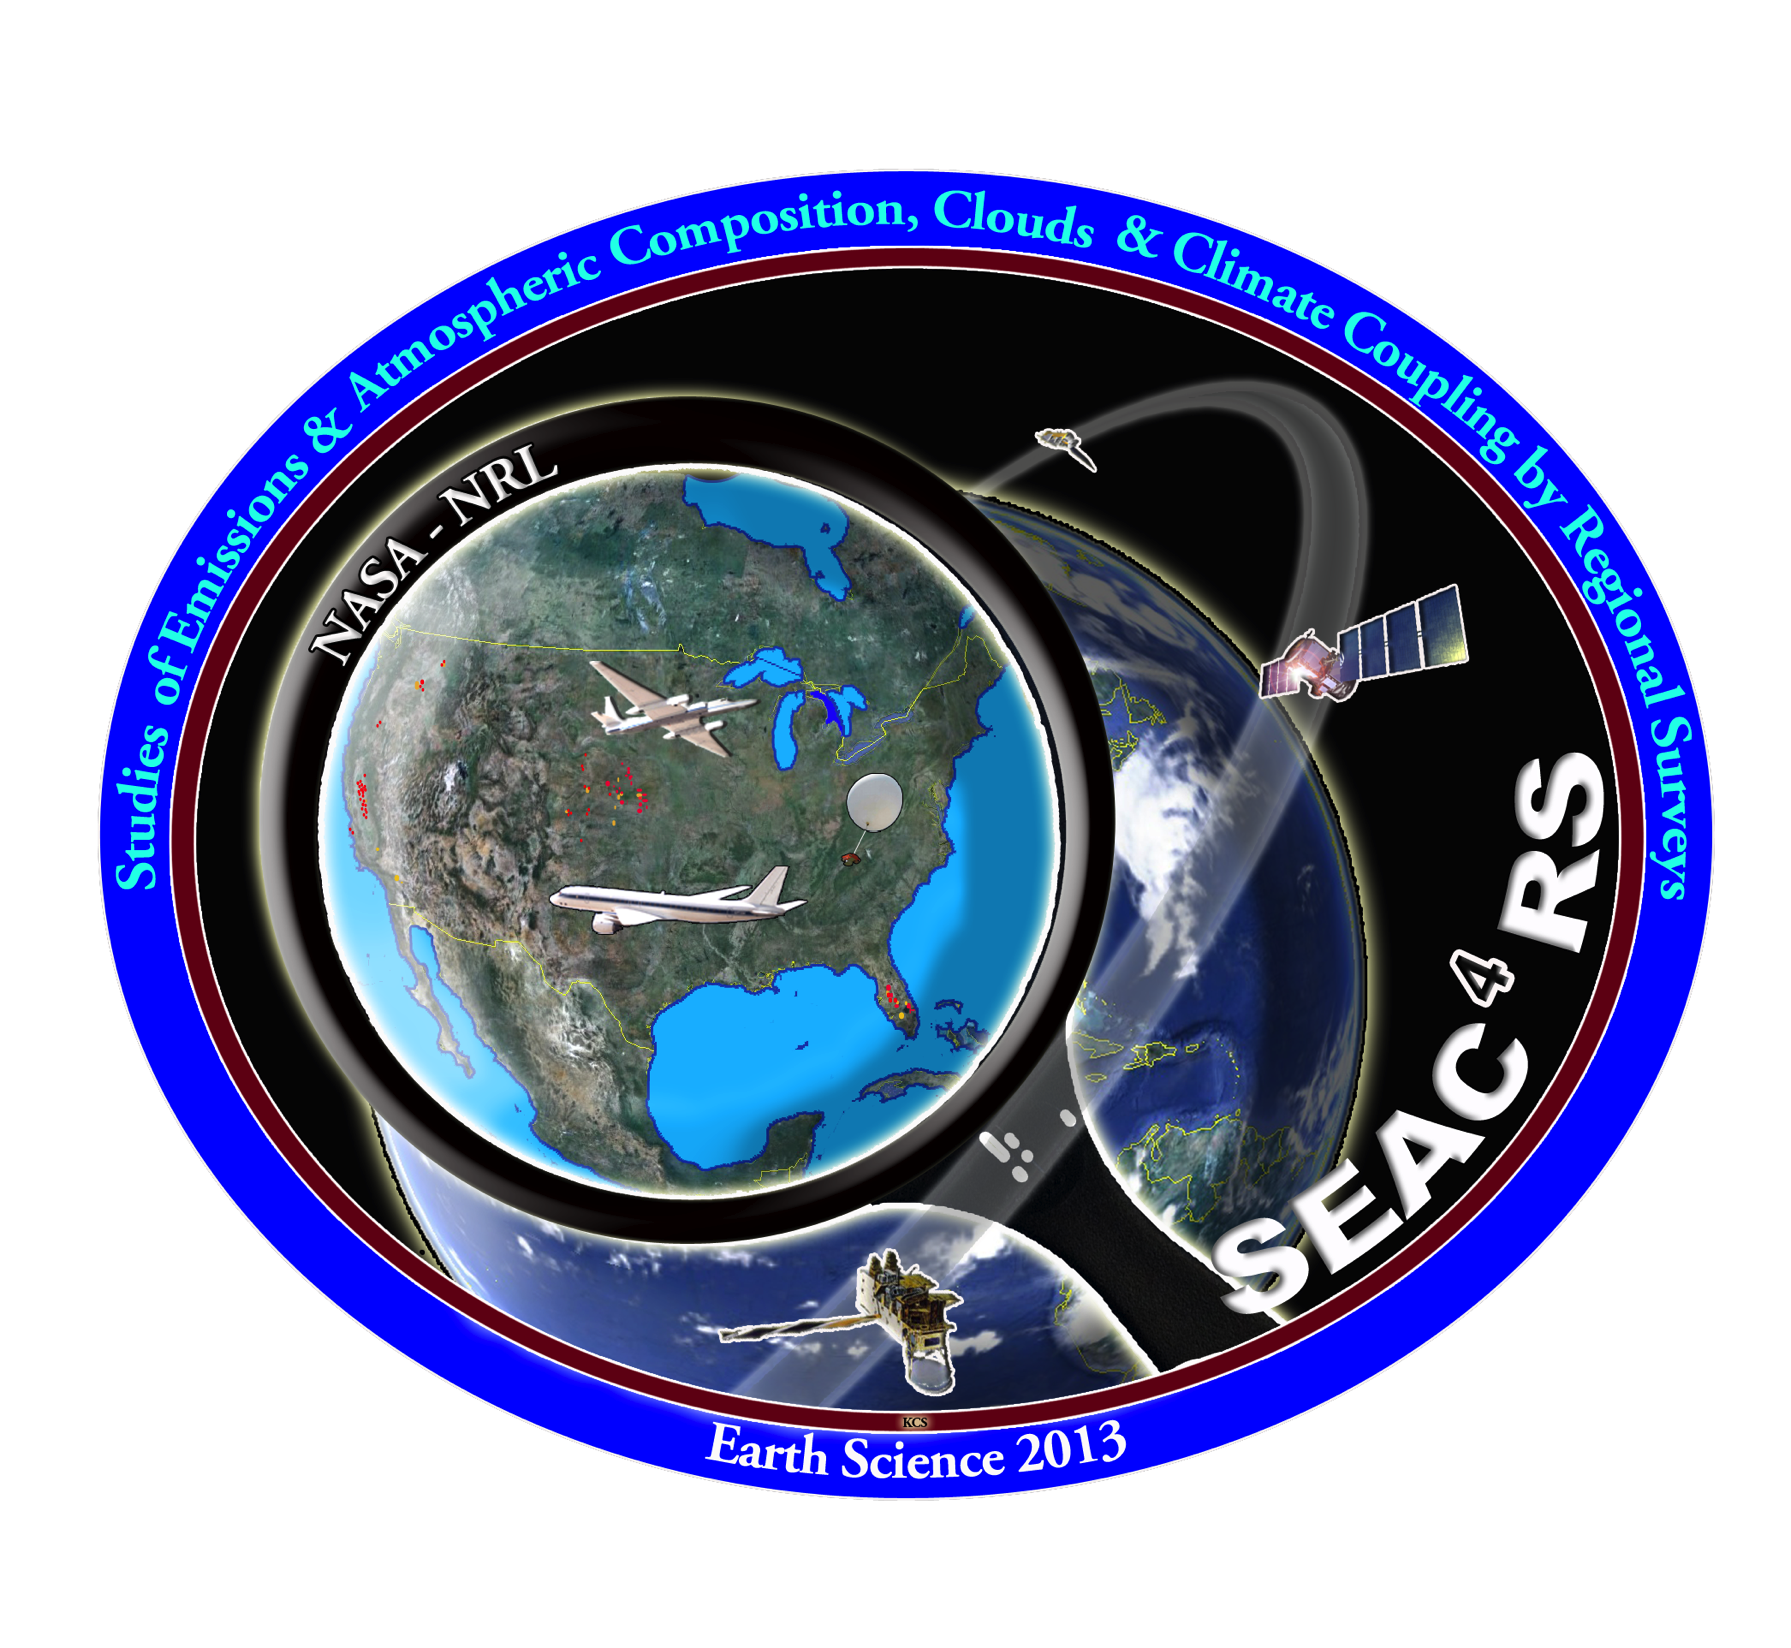 Studies of Emissions & Atmospheric Composition, Clouds & Climate Coupling by Regional Surveys
NASA - NRL
SEAC⁴RS
KCS
Earth Science 2013